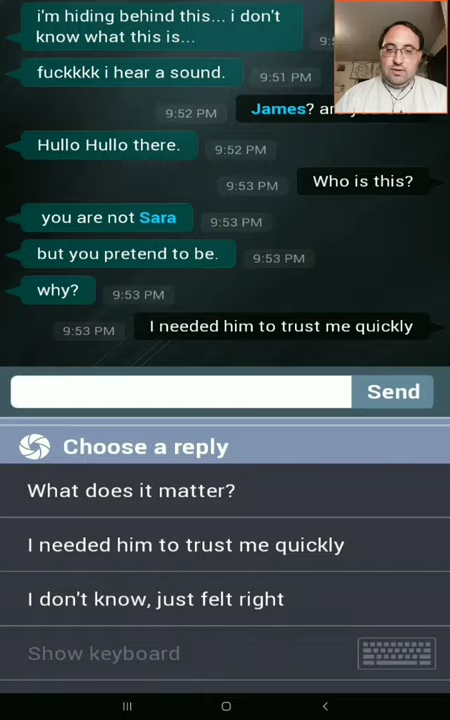 i'm hiding behind this... i don't
know what this is...
fuckkkk i hear a sound.
9:51 PM
9:52 PM
James?
Hullo Hullo there.
9:52 PM
9:53 PM
Who is this?
you are not Sara
9:53 PM
but you pretend to be.
9:53 PM
why?
9:53 PM
9:53 PM
I needed him to trust me quickly
Send
Choose a reply
What does it matter?
I needed him to trust me quickly
I don't know, just felt right
Show keyboard